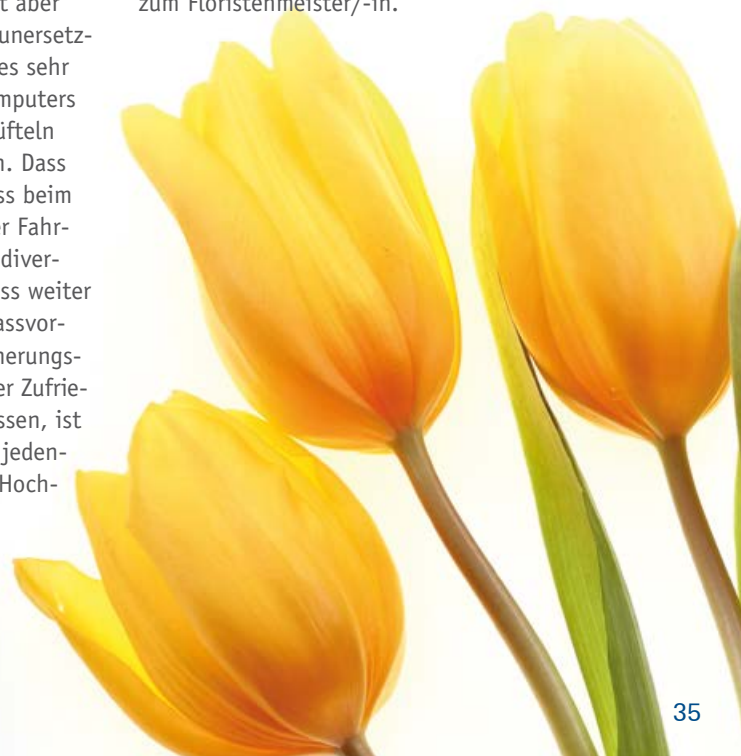 t aber
unersetz-
es sehr
mputers
üfteln
n. Dass
ss beim
er Fahr-
diver-
ss weiter
assvor-
nerungs-
er Zufrie-
ssen, ist
jeden-
Hoch-
zum Floristenmeister/-in.
35